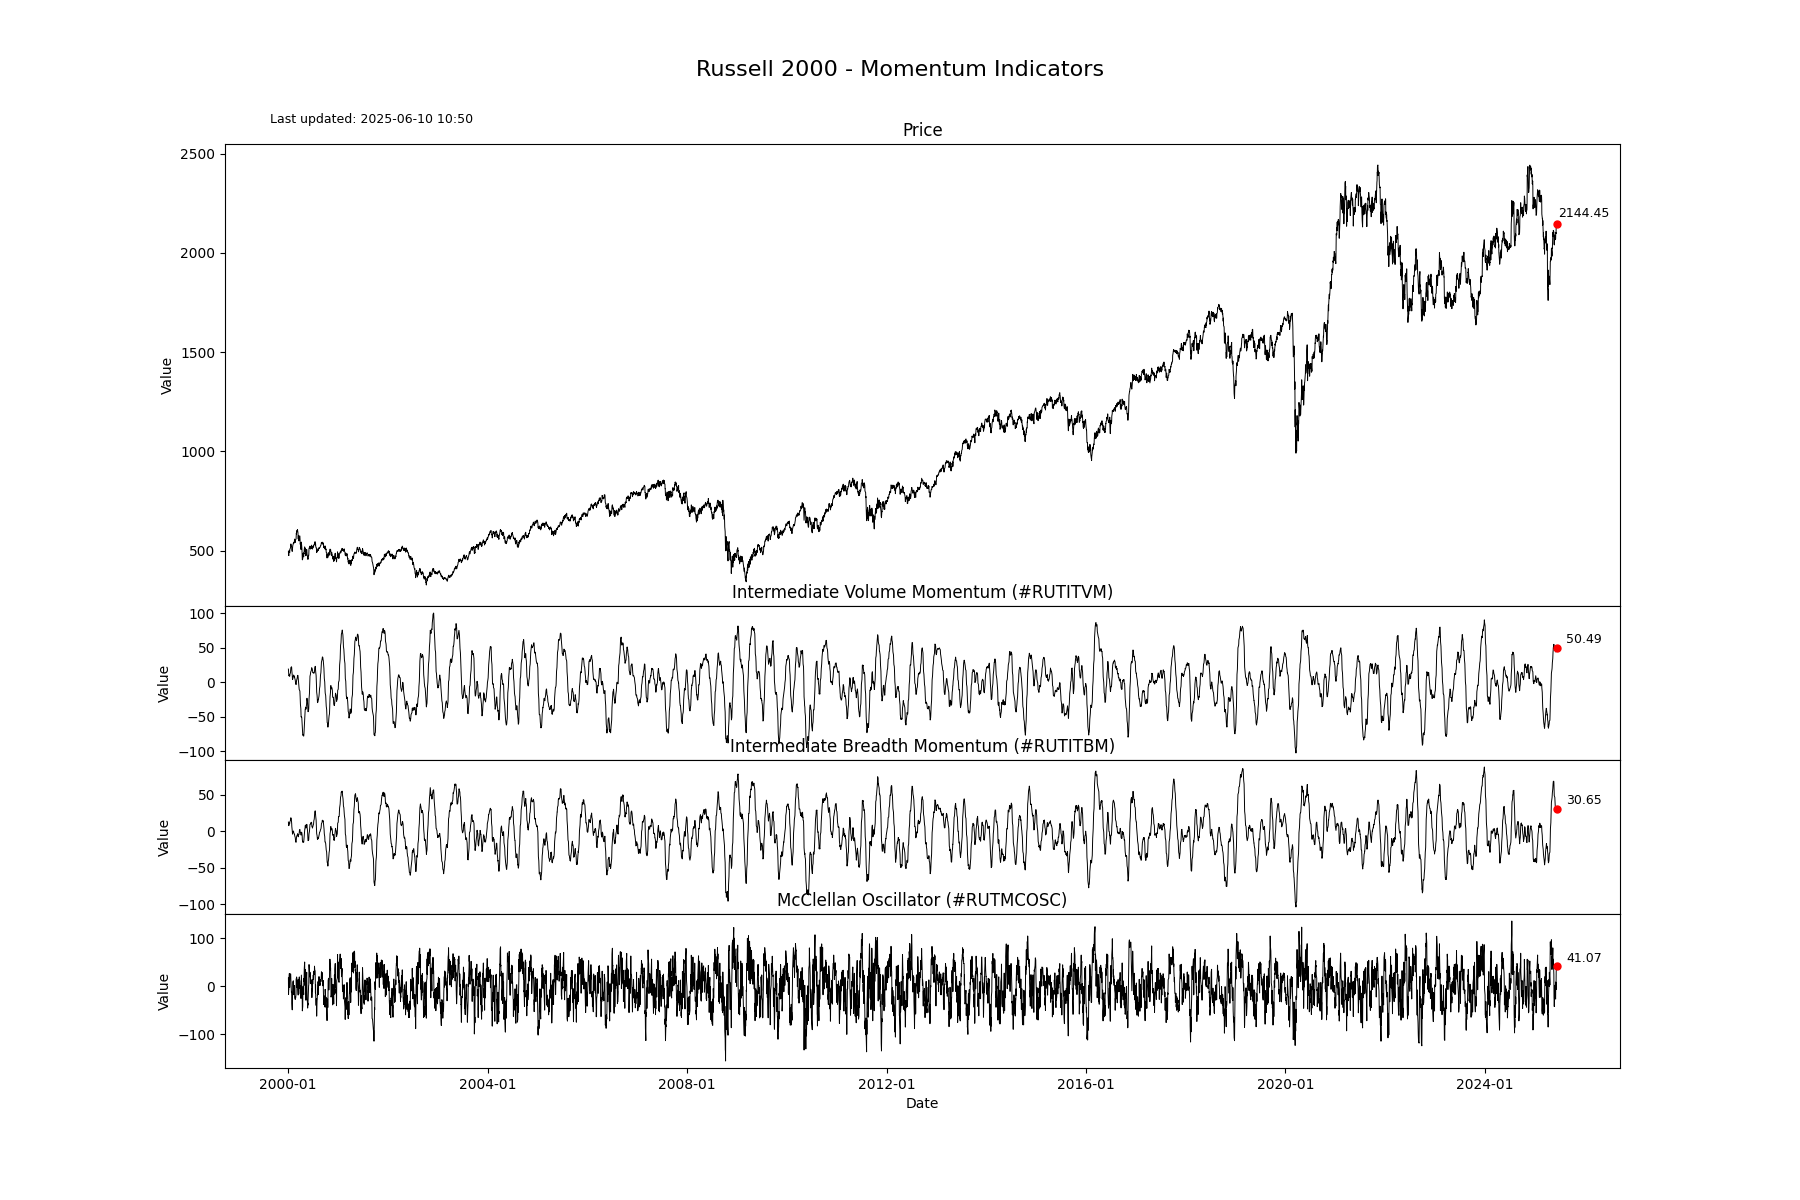 Russell 2000 - Momentum Indicators
Last updated: 2025-06-10 10:50
Price
2500
2000
1500
1000
500
Value
2144.45
Intermediate Volume Momentum (#RUTITVM)
100
50
0
−50
−100
Value
50.49
Intermediate Breadth Momentum (#RUTITBM)
50
0
−50
−100
Value
30.65
McClellan Oscillator (#RUTMCOSC)
100
0
−100
Value
41.07
2000-01 2004-01 2008-01 2012-01 2016-01 2020-01 2024-01
Date